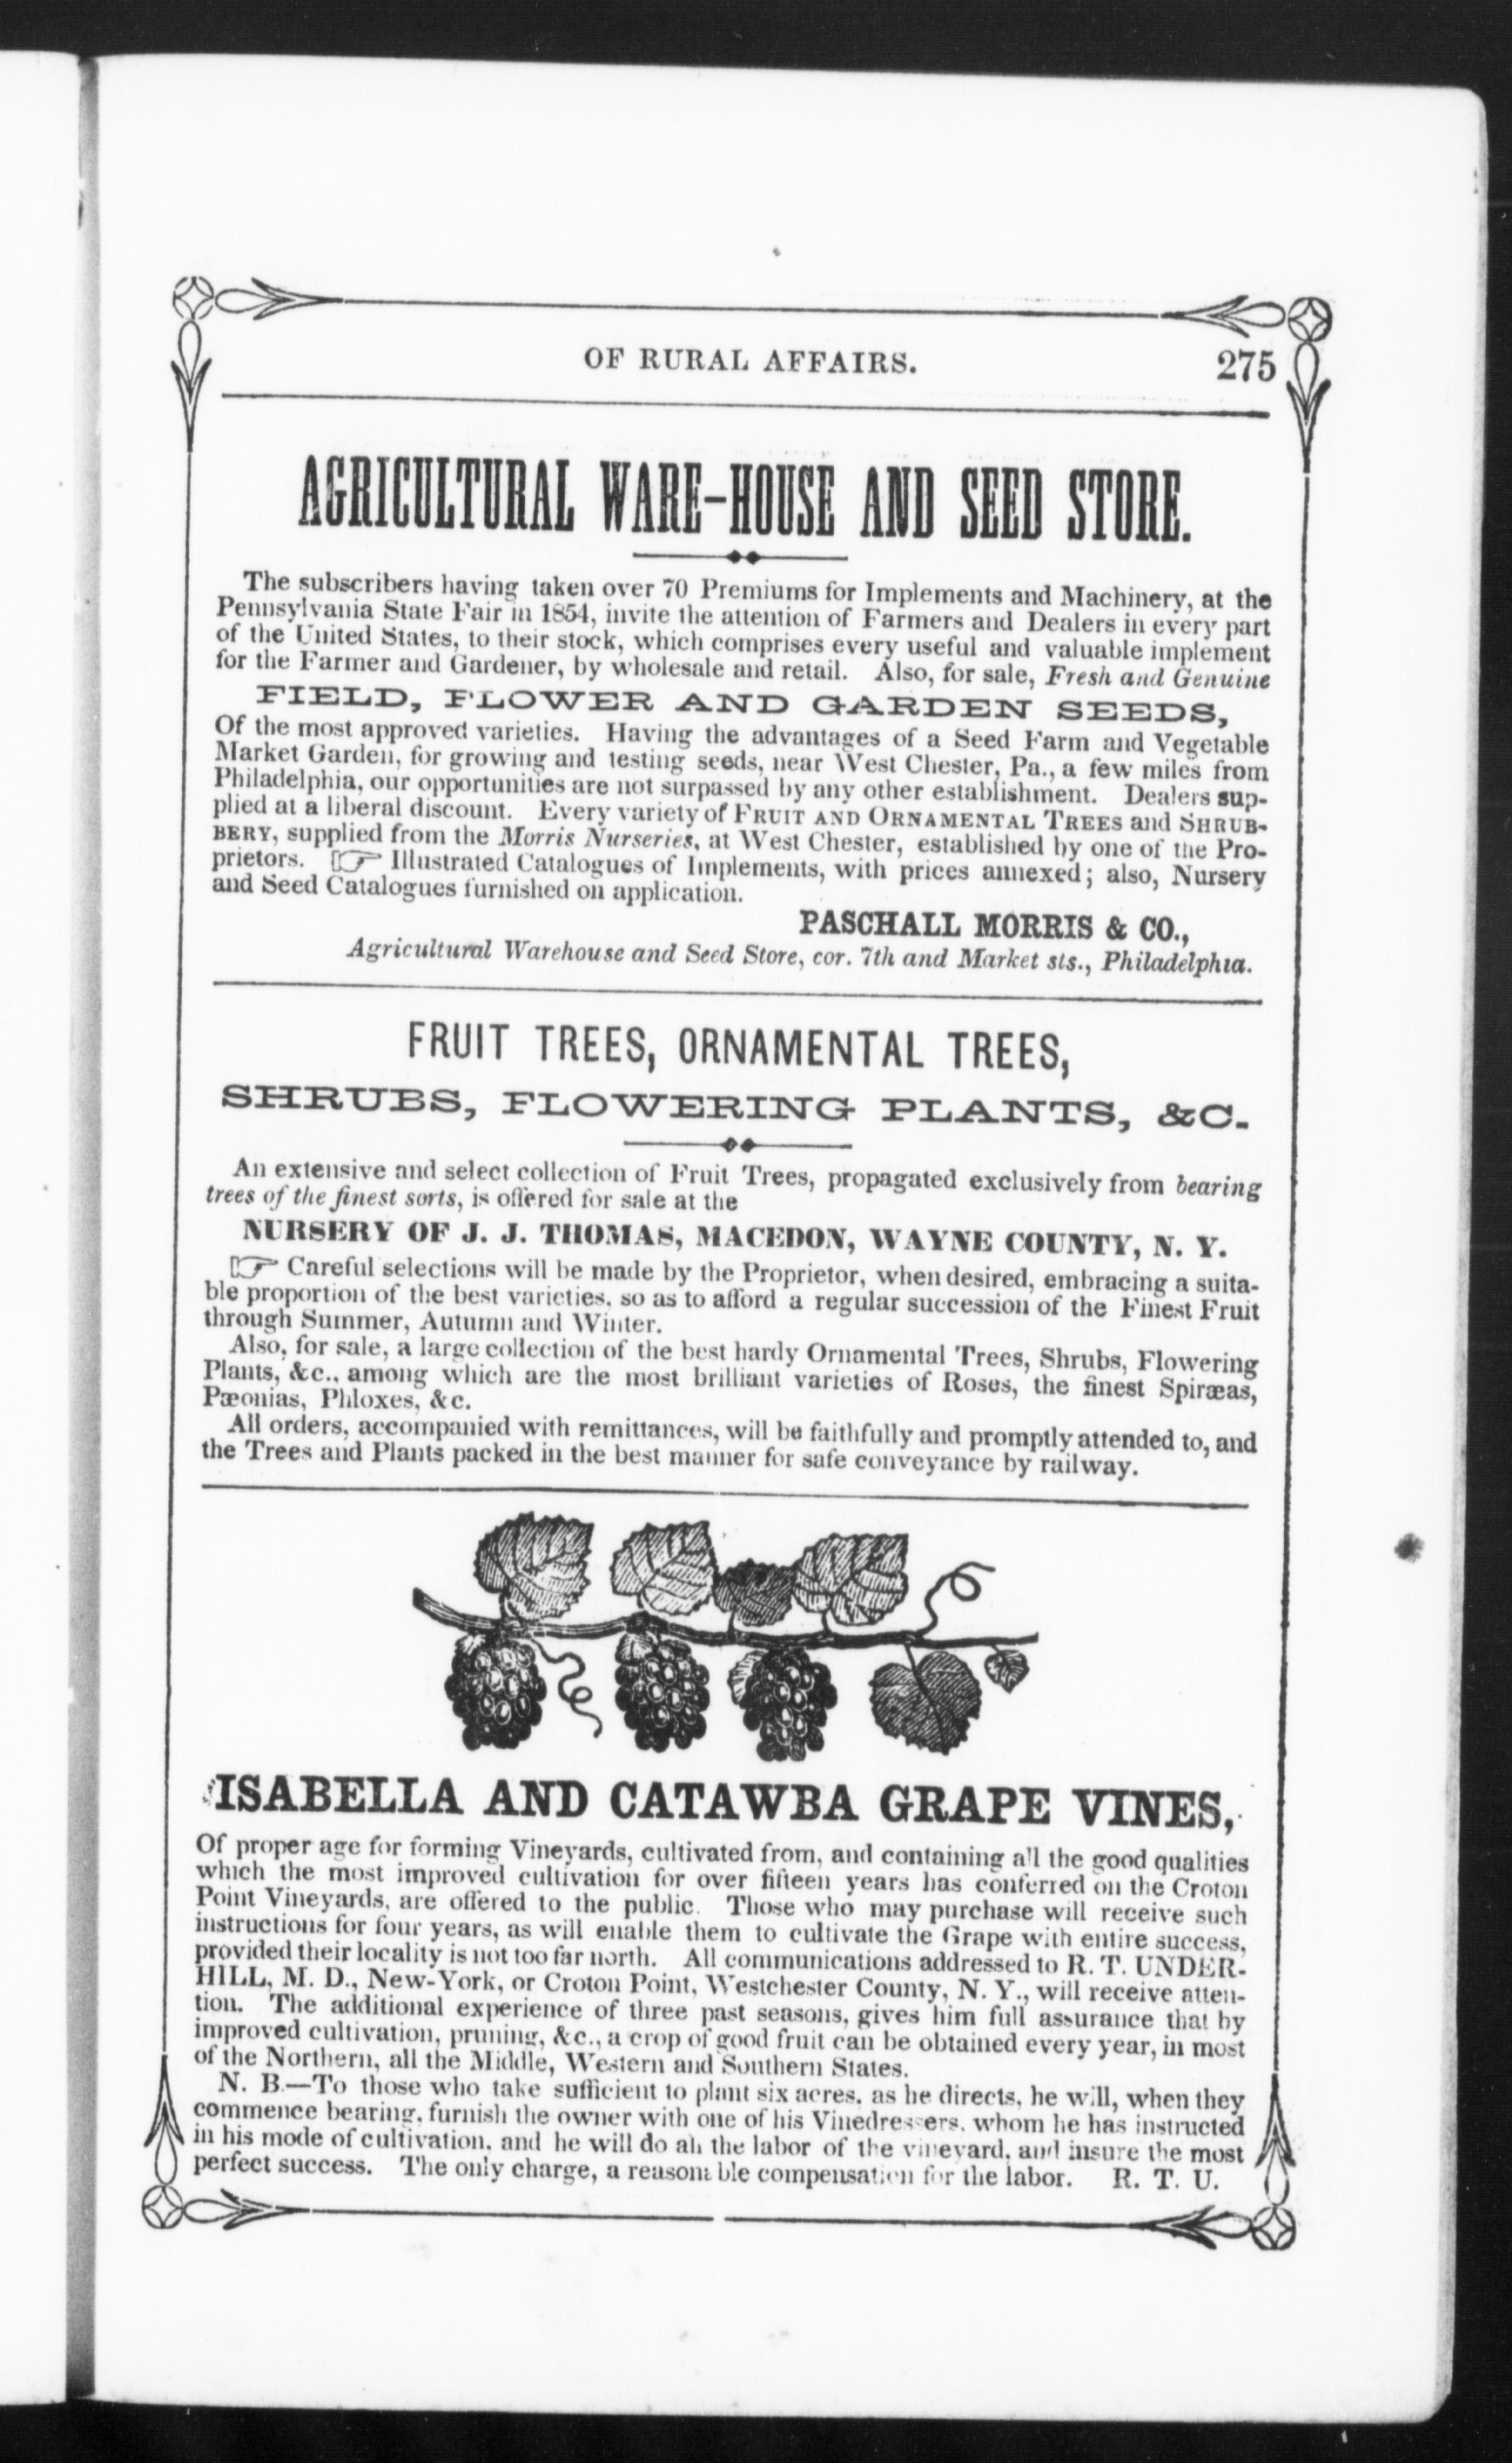 OF RURAL AFFAIRS. 275
AGRICULTURAL WARE-HOUSE AND SEED STORE.
The subscribers having taken over 70 Premiums for Implements and Machinery, at the
Pennsylvania State Fair in 1854, invite the attention of Farmers and Dealers in every part
of the United States, to their stock, which comprises every useful and valuable implement
for the Farmer and Gardener, by wholesale and retail. Also, for sale, Fresh and Genuine
FIELD, FLOWER AND GARDEN SEEDS,
Of the most approved varieties. Having the advantages of a Seed Farm and Vegetable
Market Garden, for growing and testing seeds, near West Chester, Pa., a few miles from
Philadelphia, our opportunities are not surpassed by any other establishment. Dealers sup-
plied at a liberal discount. Every variety of FRUIT AND ORNAMENTAL TREES and SHRUB-
BERY, supplied from the Morris Nurseries, at West Chester, established by one of the Pro-
prietors. ☞ Illustrated Catalogues of Implements, with prices annexed; also, Nursery
and Seed Catalogues furnished on application.
PASCHALL MORRIS & CO.,
Agricultural Warehouse and Seed Store, cor. 7th and Market sts., Philadelphia.
FRUIT TREES, ORNAMENTAL TREES,
SHRUBS, FLOWERING PLANTS, &C.
An extensive and select collection of Fruit Trees, propagated exclusively from bearing
trees of the finest sorts, is offered for sale at the
NURSERY OF J. J. THOMAS, MACEDON, WAYNE COUNTY, N. Y.
☞ Careful selections will be made by the Proprietor, when desired, embracing a suita-
ble proportion of the best varieties, so as to afford a regular succession of the Finest Fruit
through Summer, Autumn and Winter.
Also, for sale, a large collection of the best hardy Ornamental Trees, Shrubs, Flowering
Plants, &c., among which are the most brilliant varieties of Roses, the finest Spiræas,
Pæonias, Phloxes, &c.
All orders, accompanied with remittances, will be faithfully and promptly attended to, and
the Trees and Plants packed in the best manner for safe conveyance by railway.
ISABELLA AND CATAWBA GRAPE VINES,
Of proper age for forming Vineyards, cultivated from, and containing all the good qualities
which the most improved cultivation for over fifteen years has conferred on the Croton
Point Vineyards, are offered to the public. Those who may purchase will receive such
instructions for four years, as will enable them to cultivate the Grape with entire success,
provided their locality is not too far north. All communications addressed to R. T. UNDER-
HILL, M. D., New-York, or Croton Point, Westchester County, N. Y., will receive atten-
tion. The additional experience of three past seasons, gives him full assurance that by
improved cultivation, pruning, &c., a crop of good fruit can be obtained every year, in most
of the Northern, all the Middle, Western and Southern States.
N. B.—To those who take sufficient to plant six acres, as he directs, he will, when they
commence bearing, furnish the owner with one of his Vinedressers, whom he has instructed
in his mode of cultivation, and he will do all the labor of the vineyard, and insure the most
perfect success. The only charge, a reasonable compensation for the labor. R. T. U.